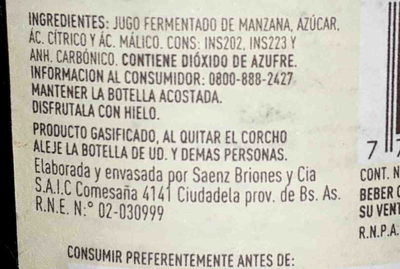 INGREDIENTES: JUGO FERMENTADO DE MANZANA, AZÚCAR,
ÁC. CÍTRICO Y ÁC. MÁLICO. CONS: INS202, INS223 Y
ANH. CARBÓNICO. CONTIENE DIÓXIDO DE AZUFRE.
INFORMACION AL CONSUMIDOR: 0800-888-2427
MANTENER LA BOTELLA ACOSTADA.
DISFRUTALA CON HIELO.
PRODUCTO GASIFICADO, AL QUITAR EL CORCHO
ALEJE LA BOTELLA DE UD. Y DEMAS PERSONAS.
Elaborada y envasada por Saenz Briones y Cia
S.A.I.C Comesaña 4141 Ciudadela prov. de Bs. As.
R.N.E. N.° 02-030999
CONSUMIR PREFERENTEMENTE ANTES DE:
7 7
CONT. N
BEBER C
SU VENT
R.N.P.A.